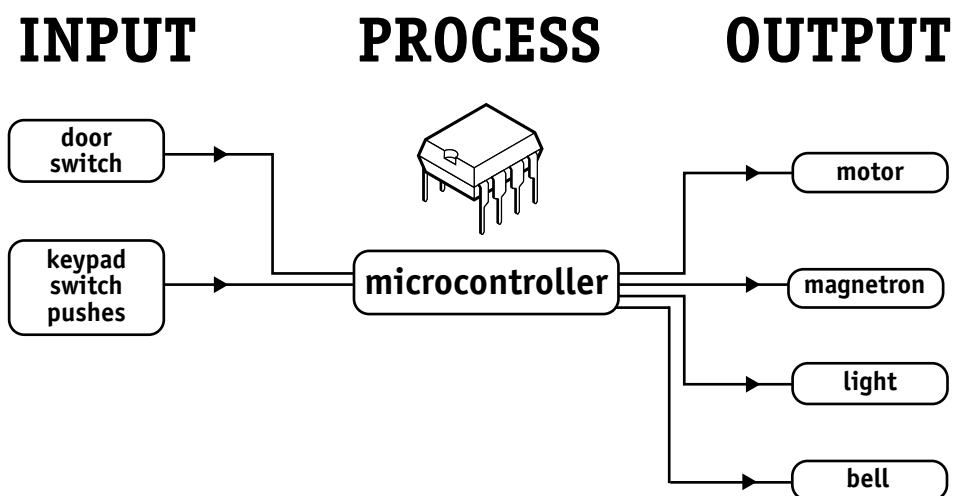 INPUT
PROCESS
OUTPUT
door
switch
keypad
switch
pushes
microcontroller
motor
magnetron
light
bell